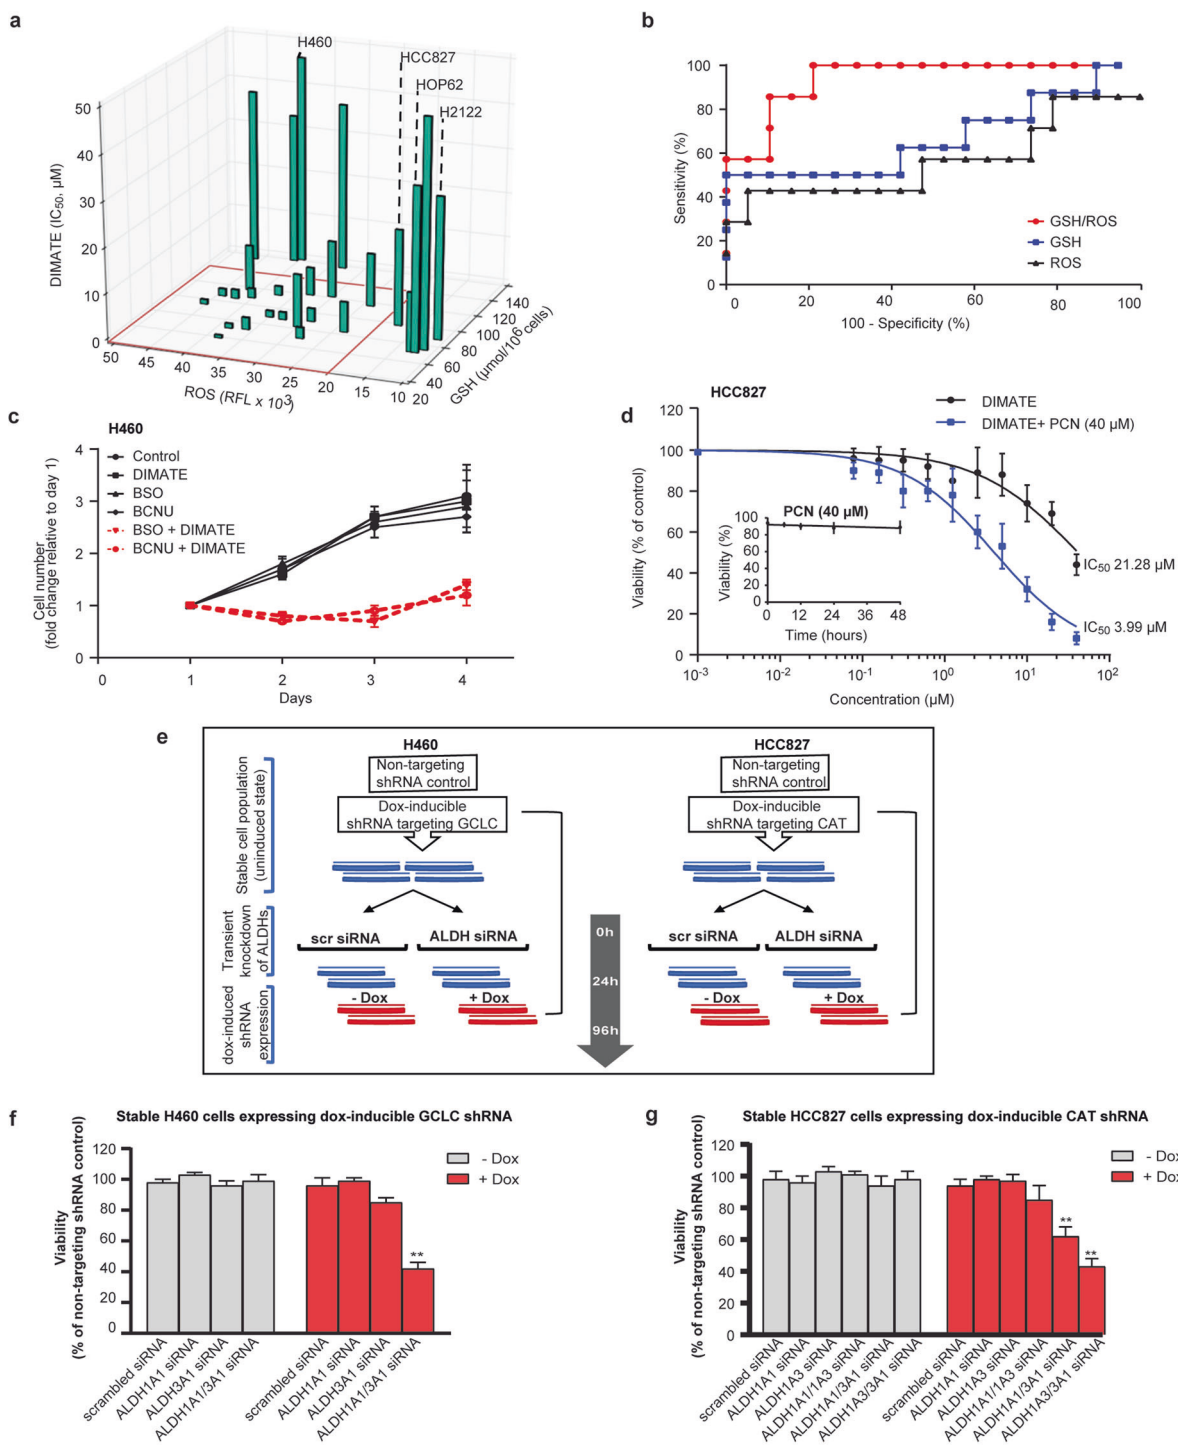 a
H460
HCC827
HOP62
H2122
DIMATE (IC50, µM)
50
40
30
20
10
0
50
45
40
35
30
25
20
15
10
ROS (RFL x 10³)
20
40
60
80
100
120
140
GSH (µmol/10⁶ cells)
b
Sensitivity (%)
100
80
60
40
20
0
0 20 40 60 80 100
100 - Specificity (%)
GSH/ROS
GSH
ROS
c
H460
Cell number
(fold change relative to day 1)
4
3
2
1
0
0 1 2 3 4
Days
Control
DIMATE
BSO
BCNU
BSO + DIMATE
BCNU + DIMATE
d
HCC827
DIMATE
DIMATE+ PCN (40 µM)
Viability (% of control)
120
100
80
60
40
20
0
10⁻³ 10⁻² 10⁻¹ 10⁰ 10¹ 10²
Concentration (µM)
IC50 21.28 µM
IC50 3.99 µM
PCN (40 µM)
Viability (%)
100
80
60
40
20
0
0 12 24 36 48
Time (hours)
e
H460
HCC827
Stable cell population
(uninduced state)
Non-targeting
shRNA control
Dox-inducible
shRNA targeting GCLC
Non-targeting
shRNA control
Dox-inducible
shRNA targeting CAT
Transient
knockdown
of ALDHs
scr siRNA
ALDH siRNA
scr siRNA
ALDH siRNA
0h
24h
96h
dox-induced
shRNA
expression
- Dox
+ Dox
- Dox
+ Dox
f
Stable H460 cells expressing dox-inducible GCLC shRNA
Viability
(% of non-targeting shRNA control)
120
100
80
60
40
20
0
- Dox
+ Dox
**
scrambled siRNA
ALDH1A1 siRNA
ALDH3A1 siRNA
ALDH1A1/3A1 siRNA
scrambled siRNA
ALDH1A1 siRNA
ALDH3A1 siRNA
ALDH1A1/3A1 siRNA
g
Stable HCC827 cells expressing dox-inducible CAT shRNA
Viability
(% of non-targeting shRNA control)
120
100
80
60
40
20
0
- Dox
+ Dox
**
**
scrambled siRNA
ALDH1A1 siRNA
ALDH1A3 siRNA
ALDH1A1/1A3 siRNA
ALDH1A1/3A1 siRNA
ALDH1A3/3A1 siRNA
scrambled siRNA
ALDH1A1 siRNA
ALDH1A3 siRNA
ALDH1A1/1A3 siRNA
ALDH1A1/3A1 siRNA
ALDH1A3/3A1 siRNA